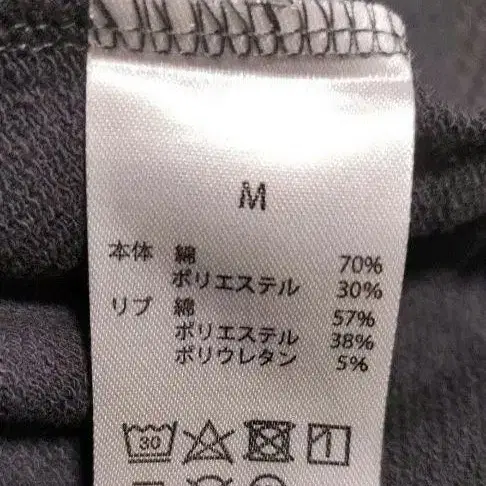 M
本体 綿 70%
ポリエステル 30%
リブ 綿 57%
ポリエステル 38%
ポリウレタン 5%
30